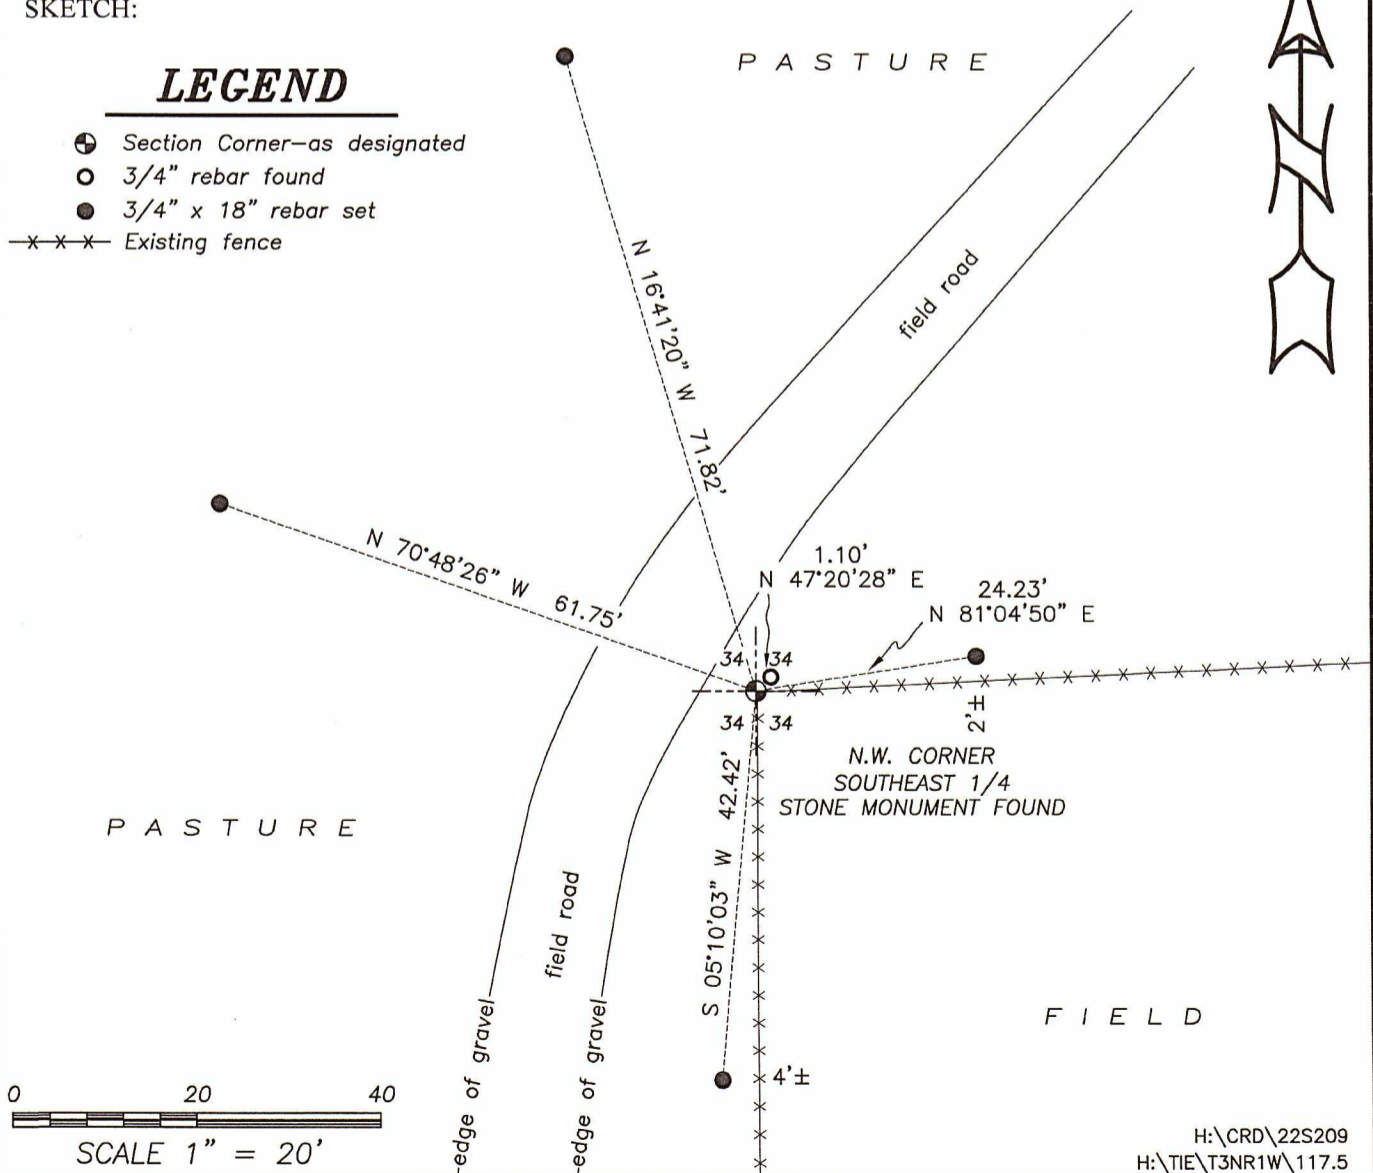 SKETCH:
LEGEND
Section Corner-as designated
3/4" rebar found
3/4" x 18" rebar set
Existing fence
P A S T U R E
N
field road
N 16°41'20" W 71.82'
N 70°48'26" W 61.75'
1.10'
N 47°20'28" E
24.23'
N 81°04'50" E
34 34
34 34
2'±
N.W. CORNER
SOUTHEAST 1/4
STONE MONUMENT FOUND
S 05°10'03" W 42.42'
P A S T U R E
field road
F I E L D
edge of gravel
edge of gravel
4'±
0 20 40
SCALE 1" = 20'
H:\CRD\22S209
H:\TIE\T3NR1W\117.5